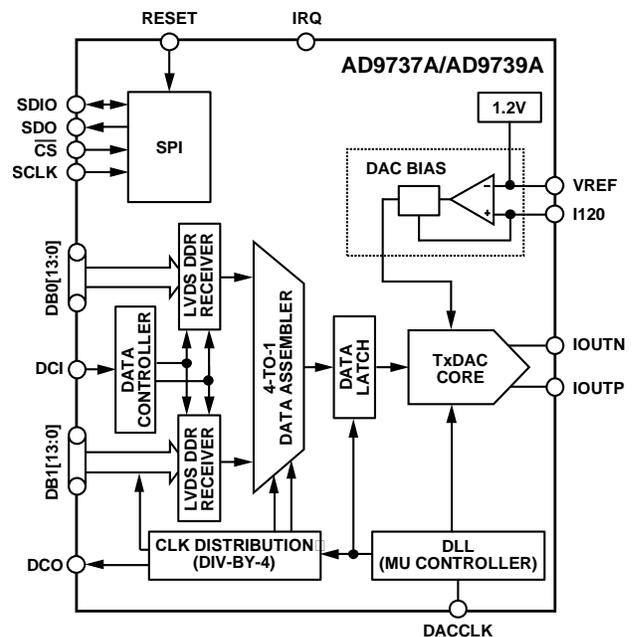 RESET
IRQ
AD9737A/AD9739A
SDIO
SDO
CS
SCLK
SPI
1.2V
DAC BIAS
VREF
I120
DB0[13:0]
LVDS DDR
RECEIVER
DCI
DATA
CONTROLLER
4-TO-1
DATA ASSEMBLER
DATA
LATCH
TxDAC
CORE
IOUTN
IOUTP
DB1[13:0]
LVDS DDR
RECEIVER
DCO
CLK DISTRIBUTION
(DIV-BY-4)
DLL
(MU CONTROLLER)
DACCLK